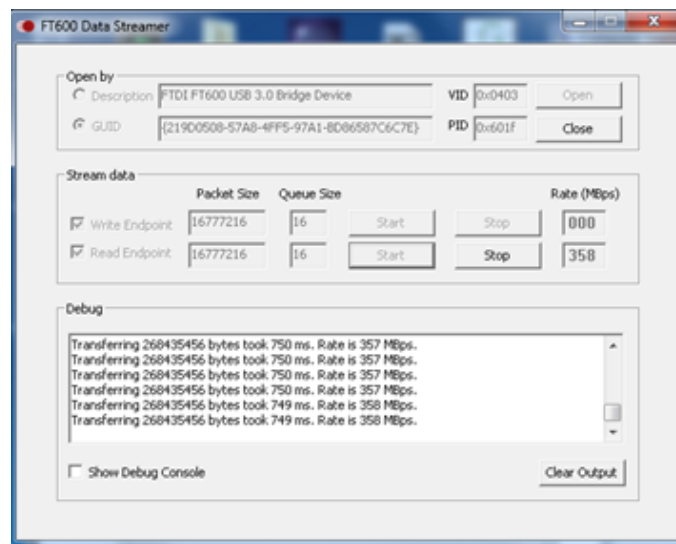 FT600 Data Streamer
Open by
Description FTDI FT600 USB 3.0 Bridge Device VID 0x0403 Open
GUID {219D0508-57A8-4FF5-97A1-BD86587C6C7E} PID 0x601f Close
Stream data
Packet Size Queue Size Rate (MBps)
Write Endpoint 16777216 16 Start Stop 000
Read Endpoint 16777216 16 Start Stop 358
Debug
Transferring 268435456 bytes took 750 ms. Rate is 357 MBps.
Transferring 268435456 bytes took 750 ms. Rate is 357 MBps.
Transferring 268435456 bytes took 750 ms. Rate is 357 MBps.
Transferring 268435456 bytes took 750 ms. Rate is 357 MBps.
Transferring 268435456 bytes took 749 ms. Rate is 358 MBps.
Transferring 268435456 bytes took 749 ms. Rate is 358 MBps.
Show Debug Console Clear Output